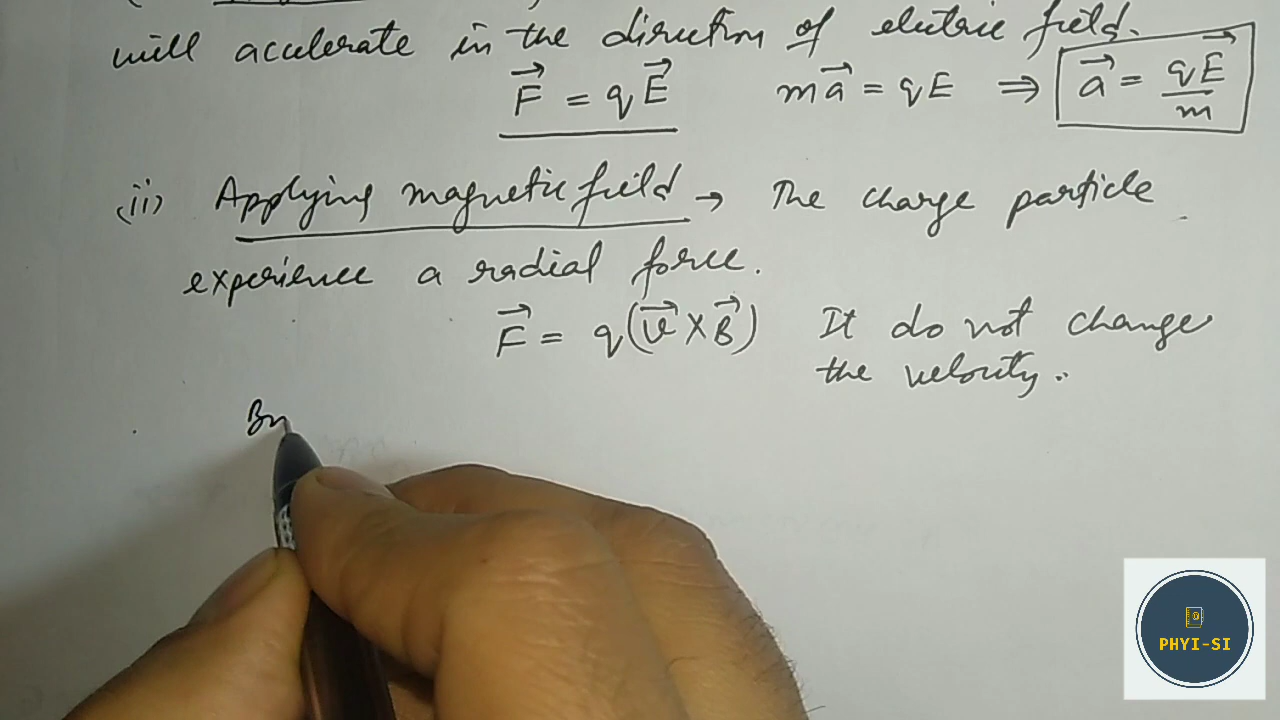 will acclerate in the direction of electric field.
F⃗ = qE⃗ ma⃗ = qE ⇒ a⃗ = qE⃗/m
(ii) Applying magnetic field → The charge particle
experience a radial force.
F⃗ = q(v⃗ × B⃗) It do not change
the velocity.
PHYI-SI